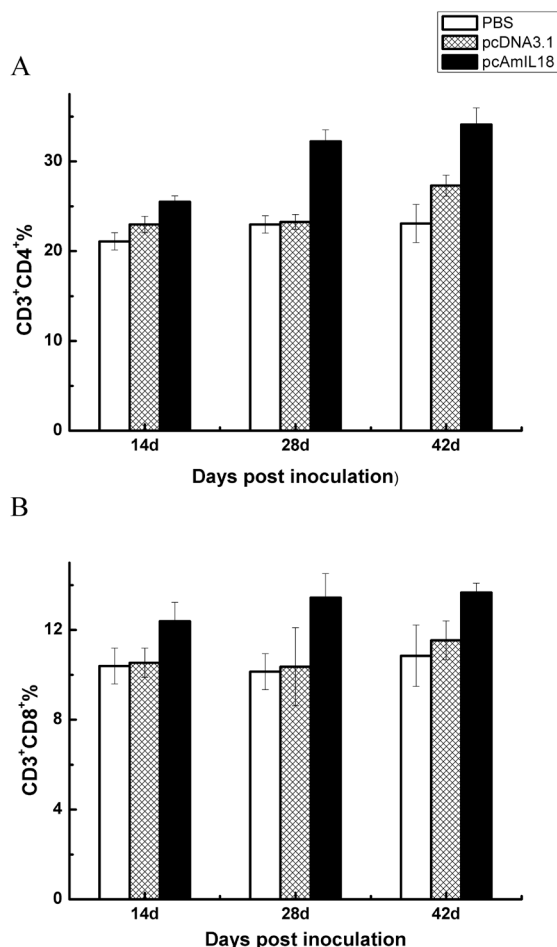 PBS
pcDNA3.1
pcAmIL18
A
30
20
10
0
CD3⁺CD4⁺%
14d 28d 42d
Days post inoculation)
B
12
8
4
0
CD3⁺CD8⁺%
14d 28d 42d
Days post inoculation